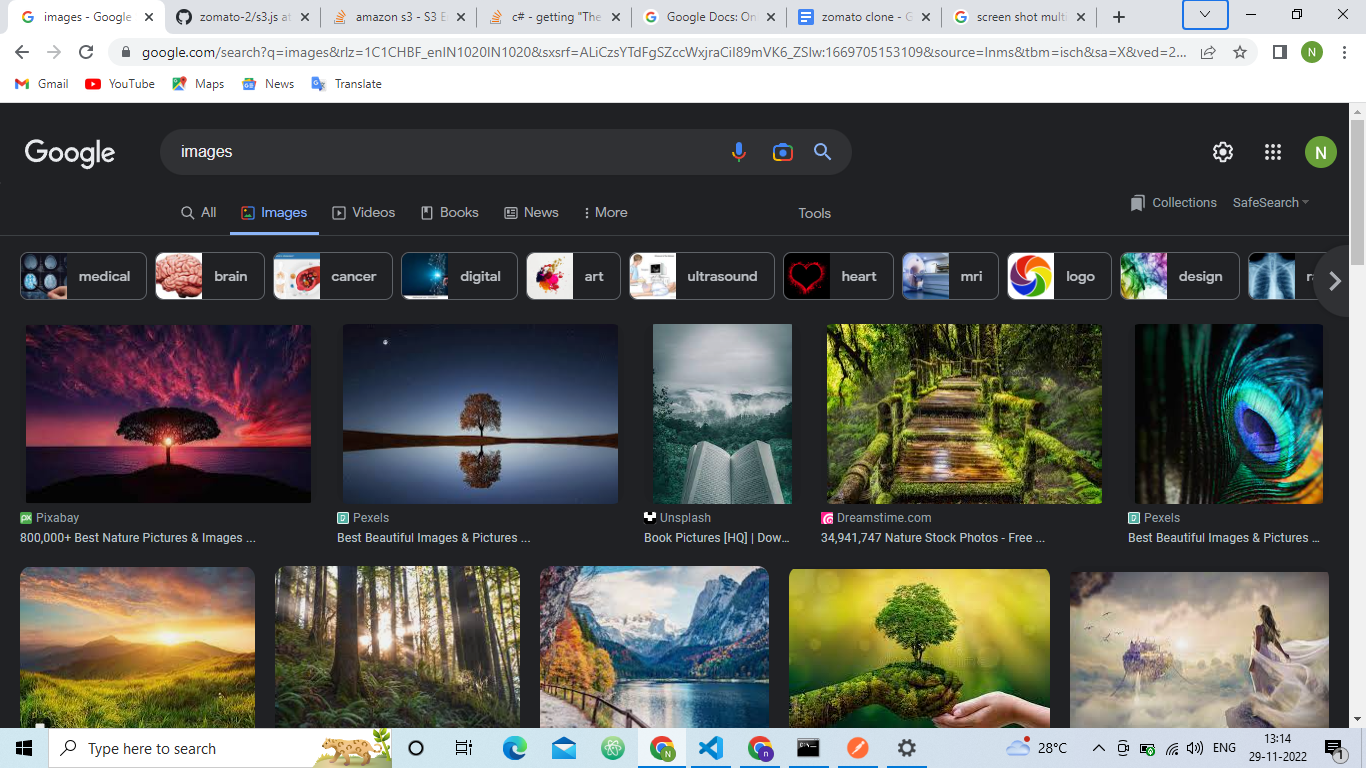 images - Google
zomato-2/s3.js at
amazon s3 - S3 E
c# - getting "The
Google Docs: On
zomato clone - G
screen shot mult
google.com/search?q=images&rlz=1C1CHBF_enIN1020IN1020&sxsrf=ALiCzsYTdFgSZccWxjraCiI89mVK6_ZSlw:1669705153109&source=lnms&tbm=isch&sa=X&ved=2...
N
Gmail
YouTube
Maps
News
Translate
Google
images
N
All
Images
Videos
Books
News
More
Tools
Collections
SafeSearch
medical
brain
cancer
digital
art
ultrasound
heart
mri
logo
design
Pixabay
800,000+ Best Nature Pictures & Images ...
Pexels
Best Beautiful Images & Pictures ...
Unsplash
Book Pictures [HQ] | Dow...
Dreamstime.com
34,941,747 Nature Stock Photos - Free ...
Pexels
Best Beautiful Images & Pictures ...
Type here to search
28°C
ENG
13:14
29-11-2022
1